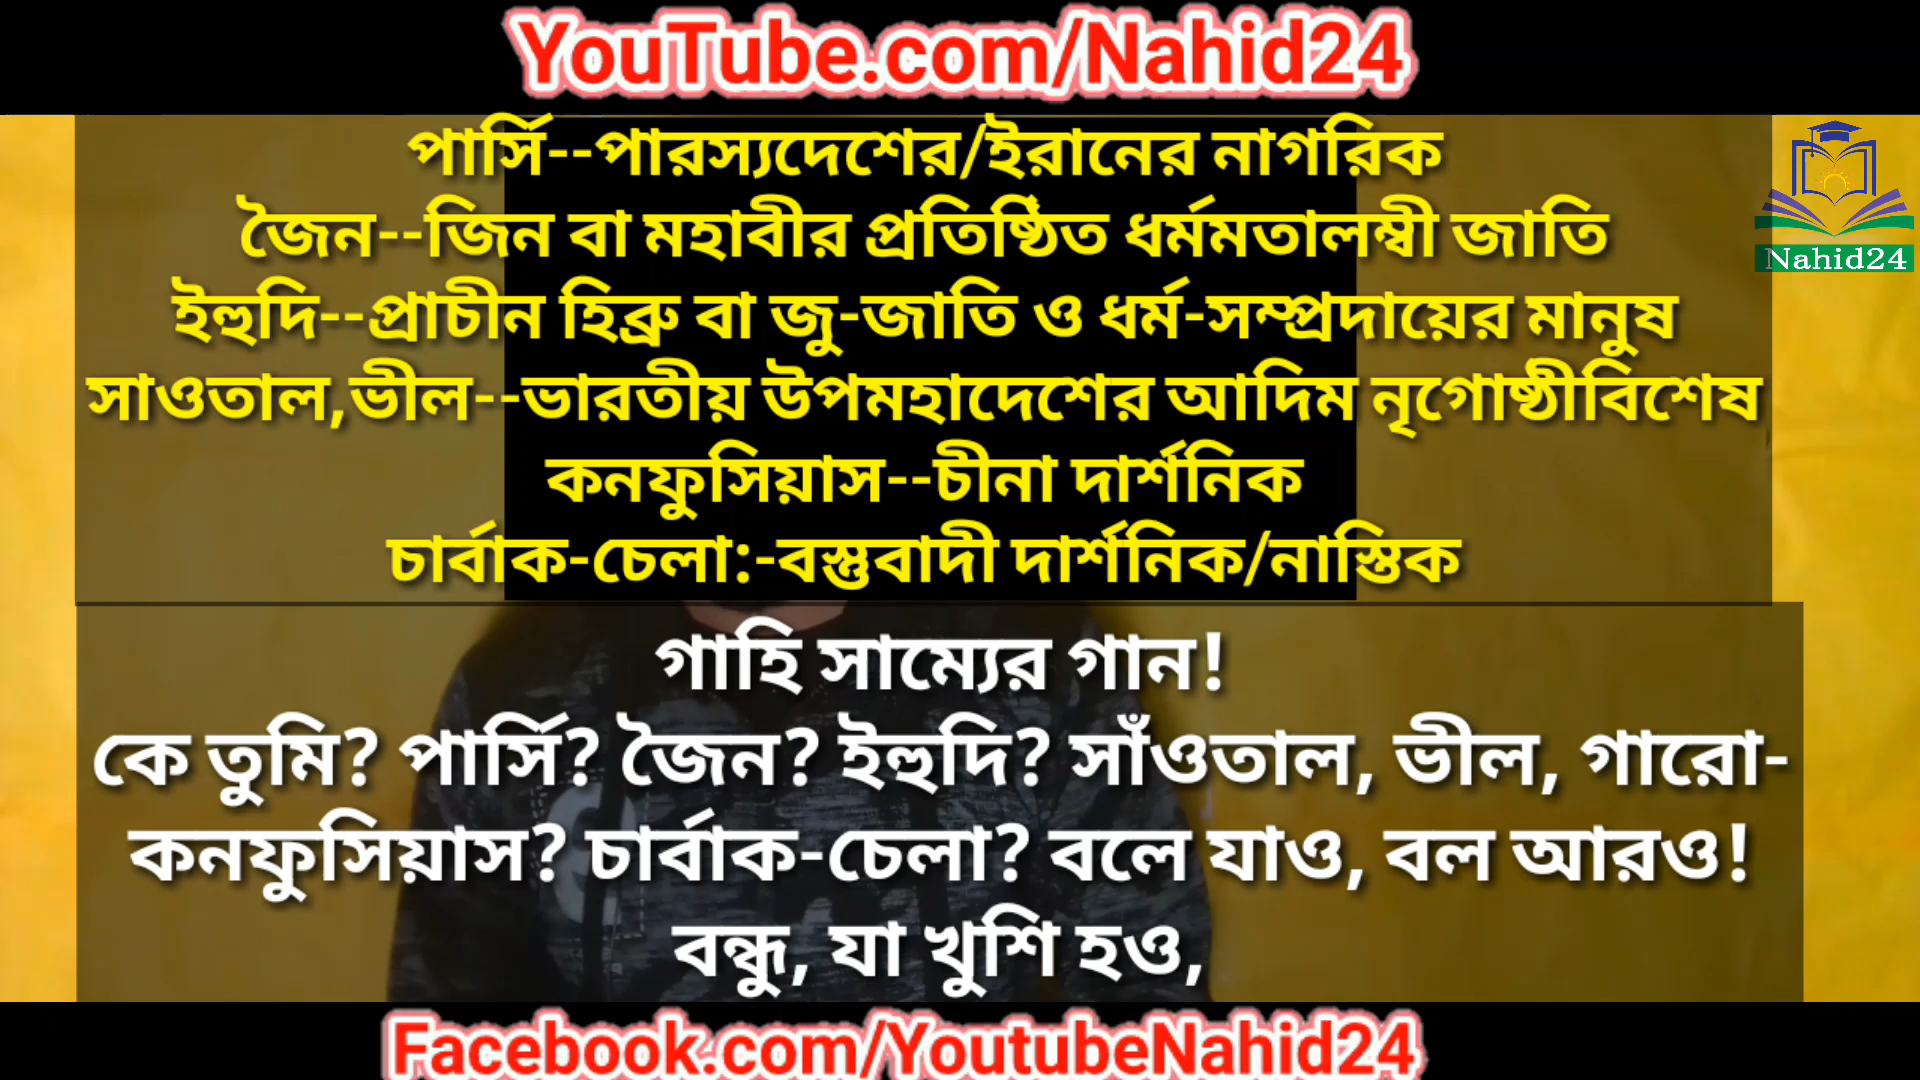 YouTube.com/Nahid24
পার্সি--পারস্যদেশের/ইরানের নাগরিক
জৈন--জিন বা মহাবীর প্রতিষ্ঠিত ধর্মমতালম্বী জাতি
ইহুদি--প্রাচীন হিব্রু বা জু-জাতি ও ধর্ম-সম্প্রদায়ের মানুষ
সাওতাল,ভীল--ভারতীয় উপমহাদেশের আদিম নৃগোষ্ঠীবিশেষ
কনফুসিয়াস--চীনা দার্শনিক
চার্বাক-চেলা:-বস্তুবাদী দার্শনিক/নাস্তিক
Nahid24
গাহি সাম্যের গান!
কে তুমি? পার্সি? জৈন? ইহুদি? সাঁওতাল, ভীল, গারো-
কনফুসিয়াস? চার্বাক-চেলা? বলে যাও, বল আরও!
বন্ধু, যা খুশি হও,
Facebook.com/YoutubeNahid24